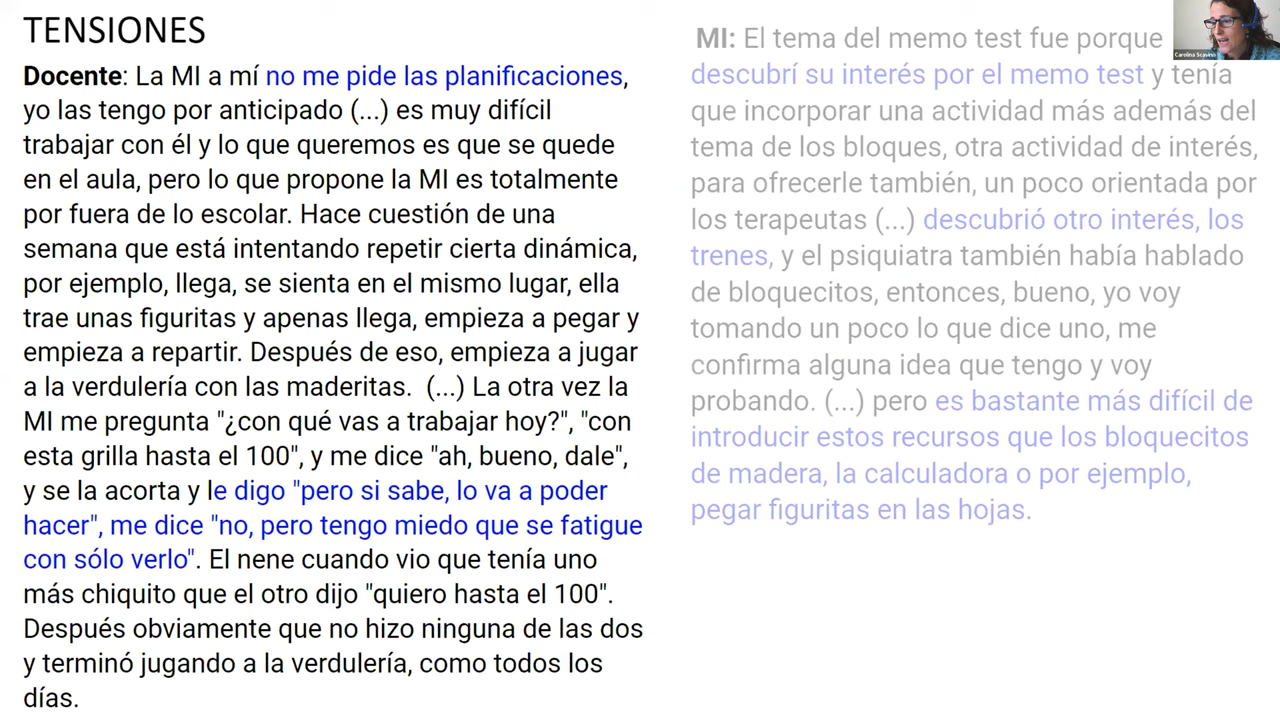 TENSIONES
Docente: La MI a mí no me pide las planificaciones,
yo las tengo por anticipado (...) es muy difícil
trabajar con él y lo que queremos es que se quede
en el aula, pero lo que propone la MI es totalmente
por fuera de lo escolar. Hace cuestión de una
semana que está intentando repetir cierta dinámica,
por ejemplo, llega, se sienta en el mismo lugar, ella
trae unas figuritas y apenas llega, empieza a pegar y
empieza a repartir. Después de eso, empieza a jugar
a la verdulería con las maderitas. (...) La otra vez la
MI me pregunta "¿con qué vas a trabajar hoy?", "con
esta grilla hasta el 100", y me dice "ah, bueno, dale",
y se la acorta y le digo "pero si sabe, lo va a poder
hacer", me dice "no, pero tengo miedo que se fatigue
con sólo verlo". El nene cuando vio que tenía uno
más chiquito que el otro dijo "quiero hasta el 100".
Después obviamente que no hizo ninguna de las dos
y terminó jugando a la verdulería, como todos los
días.
MI: El tema del memo test fue porque
descubrí su interés por el memo test y tenía
que incorporar una actividad más además del
tema de los bloques, otra actividad de interés,
para ofrecerle también, un poco orientada por
los terapeutas (...) descubrió otro interés, los
trenes, y el psiquiatra también había hablado
de bloquecitos, entonces, bueno, yo voy
tomando un poco lo que dice uno, me
confirma alguna idea que tengo y voy
probando. (...) pero es bastante más difícil de
introducir estos recursos que los bloquecitos
de madera, la calculadora o por ejemplo,
pegar figuritas en las hojas.
Carolina Scavino